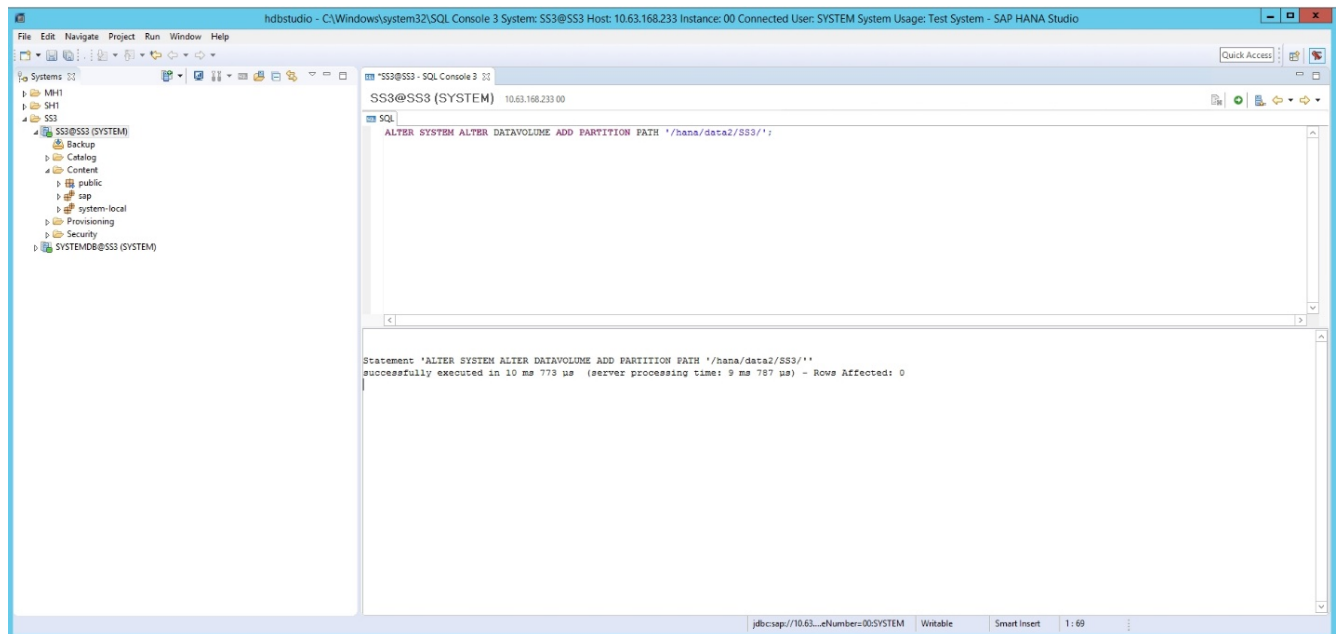 hdbstudio - C:\Windows\system32\SQL Console 3 System: SS3@SS3 Host: 10.63.168.233 Instance: 00 Connected User: SYSTEM System Usage: Test System - SAP HANA Studio
File Edit Navigate Project Run Window Help
Quick Access
Systems
MH1
SH1
SS3
SS3@SS3 (SYSTEM)
Backup
Catalog
Content
public
sap
system-local
Provisioning
Security
SYSTEMDB@SS3 (SYSTEM)
*SS3@SS3 - SQL Console 3
SS3@SS3 (SYSTEM) 10.63.168.233 00
SQL
ALTER SYSTEM ALTER DATAVOLUME ADD PARTITION PATH '/hana/data2/SS3/';
Statement 'ALTER SYSTEM ALTER DATAVOLUME ADD PARTITION PATH '/hana/data2/SS3/''
successfully executed in 10 ms 773 µs (server processing time: 9 ms 787 µs) - Rows Affected: 0
jdbc:sap://10.63....eNumber=00:SYSTEM Writable Smart Insert 1 : 69